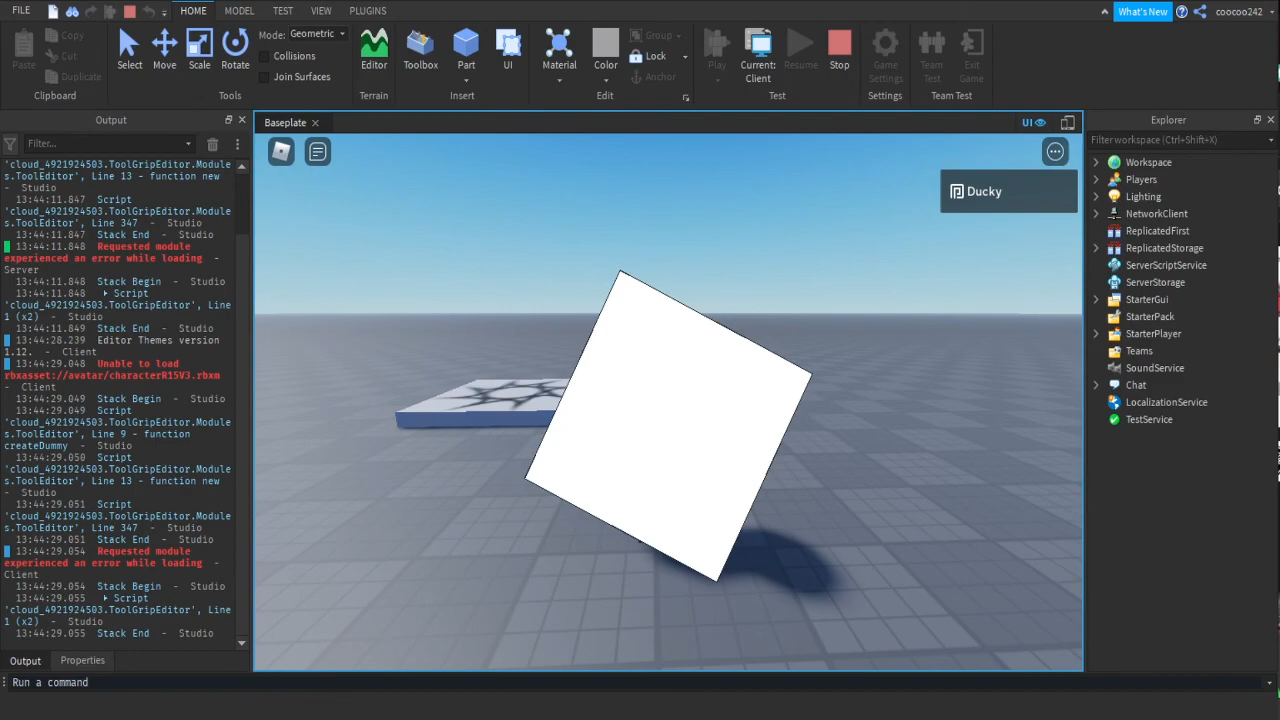 FILE
HOME
MODEL
TEST
VIEW
PLUGINS
What's New
coocoo242
Paste
Copy
Cut
Duplicate
Clipboard
Select
Move
Scale
Rotate
Mode: Geometric
Collisions
Join Surfaces
Tools
Editor
Terrain
Toolbox
Part
UI
Insert
Material
Color
Group
Lock
Anchor
Edit
Play
Current:
Client
Resume
Stop
Test
Game
Settings
Settings
Team
Test
Exit
Game
Team Test
Output
Filter...
'cloud_4921924503.ToolGripEditor.Module
s.ToolEditor', Line 13 - function new
- Studio
13:44:11.847 Script
'cloud_4921924503.ToolGripEditor.Module
s.ToolEditor', Line 347 - Studio
13:44:11.847 Stack End - Studio
13:44:11.848 Requested module
experienced an error while loading -
Server
13:44:11.848 Stack Begin - Studio
13:44:11.848 Script
'cloud_4921924503.ToolGripEditor', Line
1 (x2) - Studio
13:44:11.849 Stack End - Studio
13:44:28.239 Editor Themes version
1.12. - Client
13:44:29.048 Unable to load
rbxasset://avatar/characterR15V3.rbxm
- Client
13:44:29.049 Stack Begin - Studio
13:44:29.049 Script
'cloud_4921924503.ToolGripEditor.Module
s.ToolEditor', Line 9 - function
createDummy - Studio
13:44:29.050 Script
'cloud_4921924503.ToolGripEditor.Module
s.ToolEditor', Line 13 - function new
- Studio
13:44:29.051 Script
'cloud_4921924503.ToolGripEditor.Module
s.ToolEditor', Line 347 - Studio
13:44:29.051 Stack End - Studio
13:44:29.054 Requested module
experienced an error while loading -
Client
13:44:29.054 Stack Begin - Studio
13:44:29.055 Script
'cloud_4921924503.ToolGripEditor', Line
1 (x2) - Studio
13:44:29.055 Stack End - Studio
Output
Properties
Run a command
Baseplate
UI
Ducky
Explorer
Filter workspace (Ctrl+Shift+X)
Workspace
Players
Lighting
NetworkClient
ReplicatedFirst
ReplicatedStorage
ServerScriptService
ServerStorage
StarterGui
StarterPack
StarterPlayer
Teams
SoundService
Chat
LocalizationService
TestService